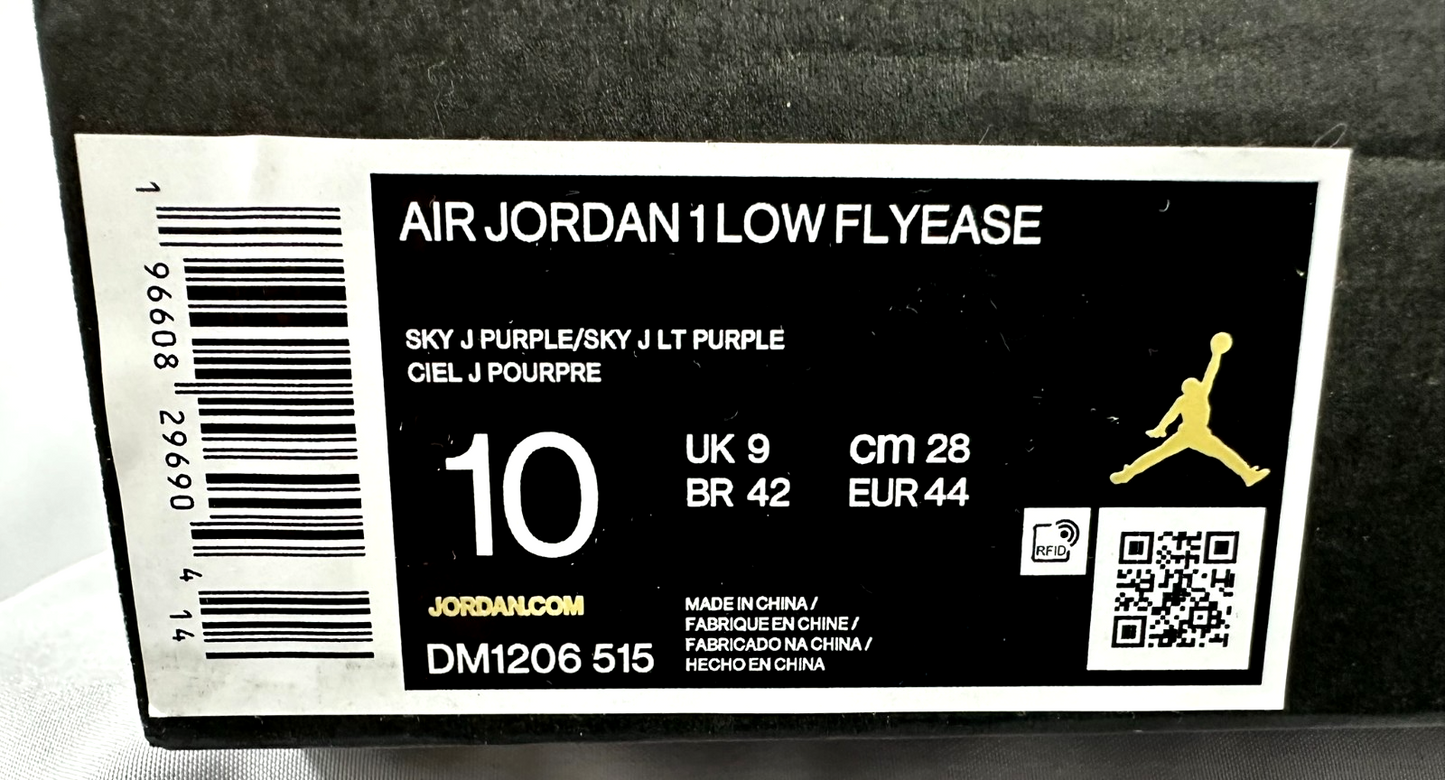 1 96608 29690 4 14
AIR JORDAN 1 LOW FLYEASE
SKY J PURPLE/SKY J LT PURPLE
CIEL J POURPRE
10
UK 9 cm 28
BR 42 EUR 44
RFID
JORDAN.COM
DM1206 515
MADE IN CHINA /
FABRIQUE EN CHINE /
FABRICADO NA CHINA /
HECHO EN CHINA